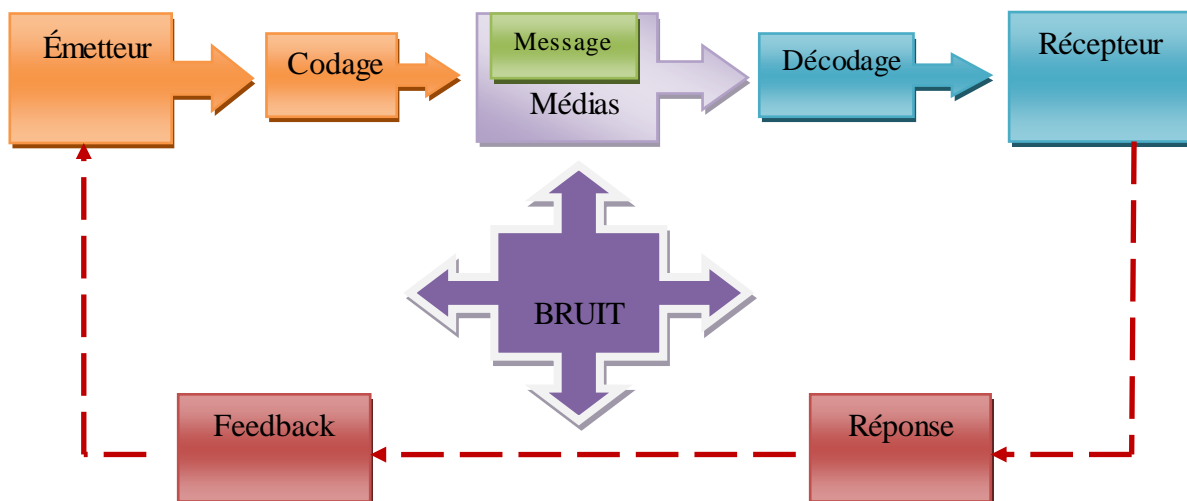 Émetteur
Codage
Message
Médias
Décodage
Récepteur
BRUIT
Feedback
Réponse